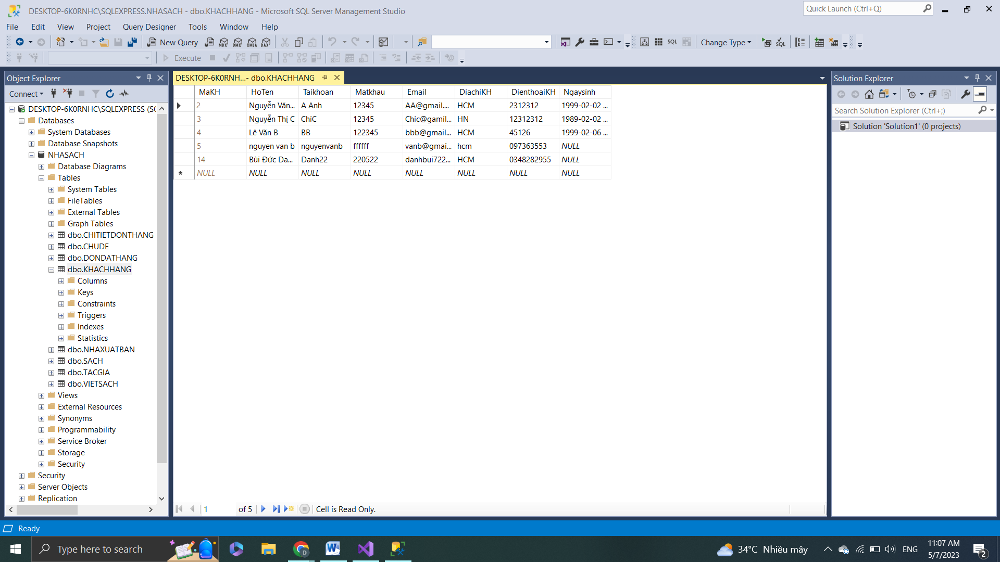 DESKTOP-6K0RNHC\SQLEXPRESS.NHASACH - dbo.KHACHHANG - Microsoft SQL Server Management Studio
Quick Launch (Ctrl+Q)
File Edit View Project Query Designer Tools Window Help
New Query MDX DMX XMLA DAX SQL Change Type SQL
Execute
Object Explorer
Connect
DESKTOP-6K0RNHC\SQLEXPRESS (SQ
Databases
System Databases
Database Snapshots
NHASACH
Database Diagrams
Tables
System Tables
FileTables
External Tables
Graph Tables
dbo.CHITIETDONTHANG
dbo.CHUDE
dbo.DONDATHANG
dbo.KHACHHANG
Columns
Keys
Constraints
Triggers
Indexes
Statistics
dbo.NHAXUATBAN
dbo.SACH
dbo.TACGIA
dbo.VIETSACH
Views
External Resources
Synonyms
Programmability
Service Broker
Storage
Security
Security
Server Objects
Replication
DESKTOP-6K0RNH...- dbo.KHACHHANG
MaKH HoTen Taikhoan Matkhau Email DiachiKH DienthoaiKH Ngaysinh
2 Nguyễn Văn... A Anh 12345 AA@gmail.... HCM 2312312 1999-02-02 ...
3 Nguyễn Thị C ChiC 12345 Chic@gamil... HN 12312312 1989-02-02 ...
4 Lê Văn B BB 122345 bbb@gmail... HCM 45126 1999-02-06 ...
5 nguyen van b nguyenvanb ffffff vanb@gmai... hcm 097363553 NULL
14 Bùi Đức Da... Danh22 220522 danhbui722... HCM 0348282955 NULL
* NULL NULL NULL NULL NULL NULL NULL NULL
1 of 5 Cell is Read Only.
Solution Explorer
Search Solution Explorer (Ctrl+;)
Solution 'Solution1' (0 projects)
Ready
Type here to search
34°C Nhiều mây
ENG
11:07 AM
5/7/2023
2